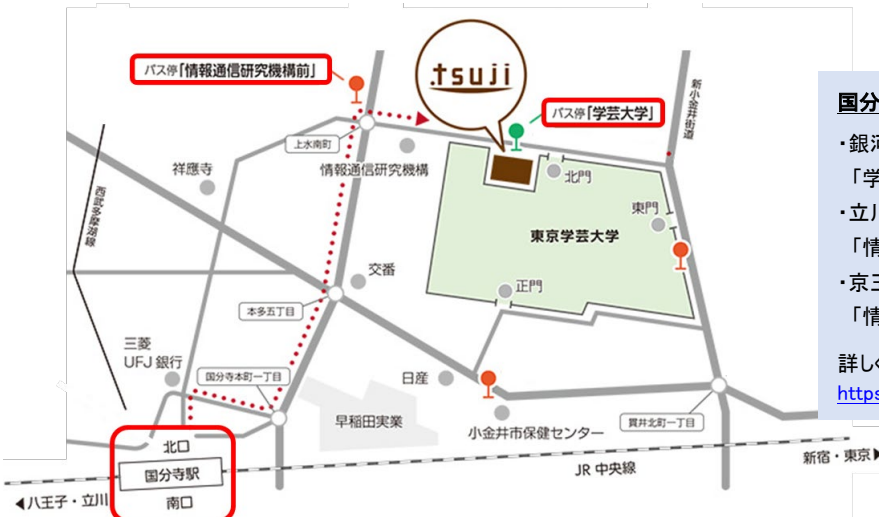 バス停「情報通信研究機構前」
tsuji
バス停「学芸大学」
新小金井街道
上水南町
情報通信研究機構
祥應寺
西武多摩湖線
北門
東門
東京学芸大学
正門
交番
本多五丁目
三菱
UFJ 銀行
国分寺本町一丁目
日産
早稲田実業
小金井市保健センター
貫井北町一丁目
北口
国分寺駅
南口
JR 中央線
新宿・東京▶
◀八王子・立川
国分
・銀河
「学
・立川
「情
・京王
「情
詳しく
https